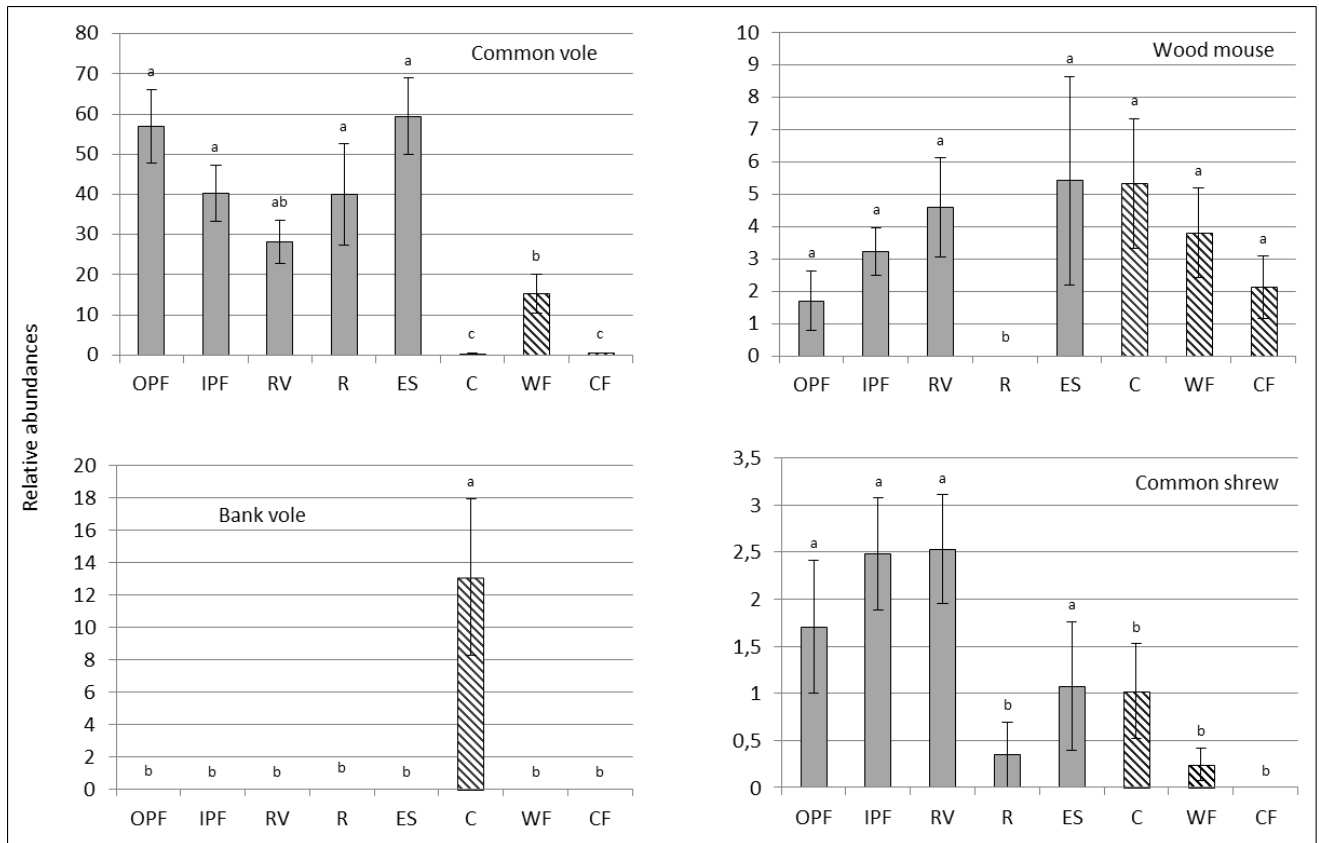 Relative abundances
Common vole
80
70
60
50
40
30
20
10
0
a
a
ab
a
a
c
b
c
OPF IPF RV R ES C WF CF
Wood mouse
10
9
8
7
6
5
4
3
2
1
0
a
a
a
b
a
a
a
a
OPF IPF RV R ES C WF CF
Bank vole
20
18
16
14
12
10
8
6
4
2
0
b
b
b
b
b
a
b
b
OPF IPF RV R ES C WF CF
Common shrew
3,5
3
2,5
2
1,5
1
0,5
0
a
a
a
b
a
b
b
b
OPF IPF RV R ES C WF CF